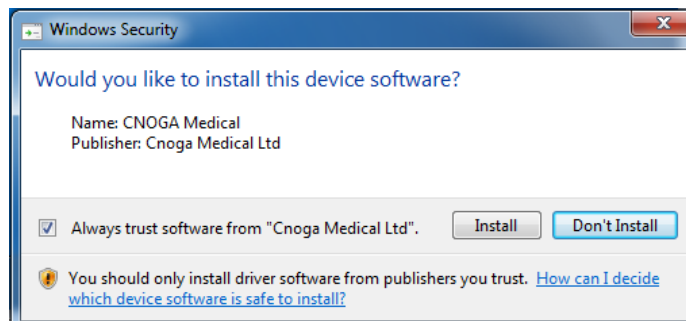 Windows Security
Would you like to install this device software?
Name: CNOGA Medical
Publisher: Cnoga Medical Ltd
Always trust software from "Cnoga Medical Ltd".
Install
Don't Install
You should only install driver software from publishers you trust. How can I decide
which device software is safe to install?